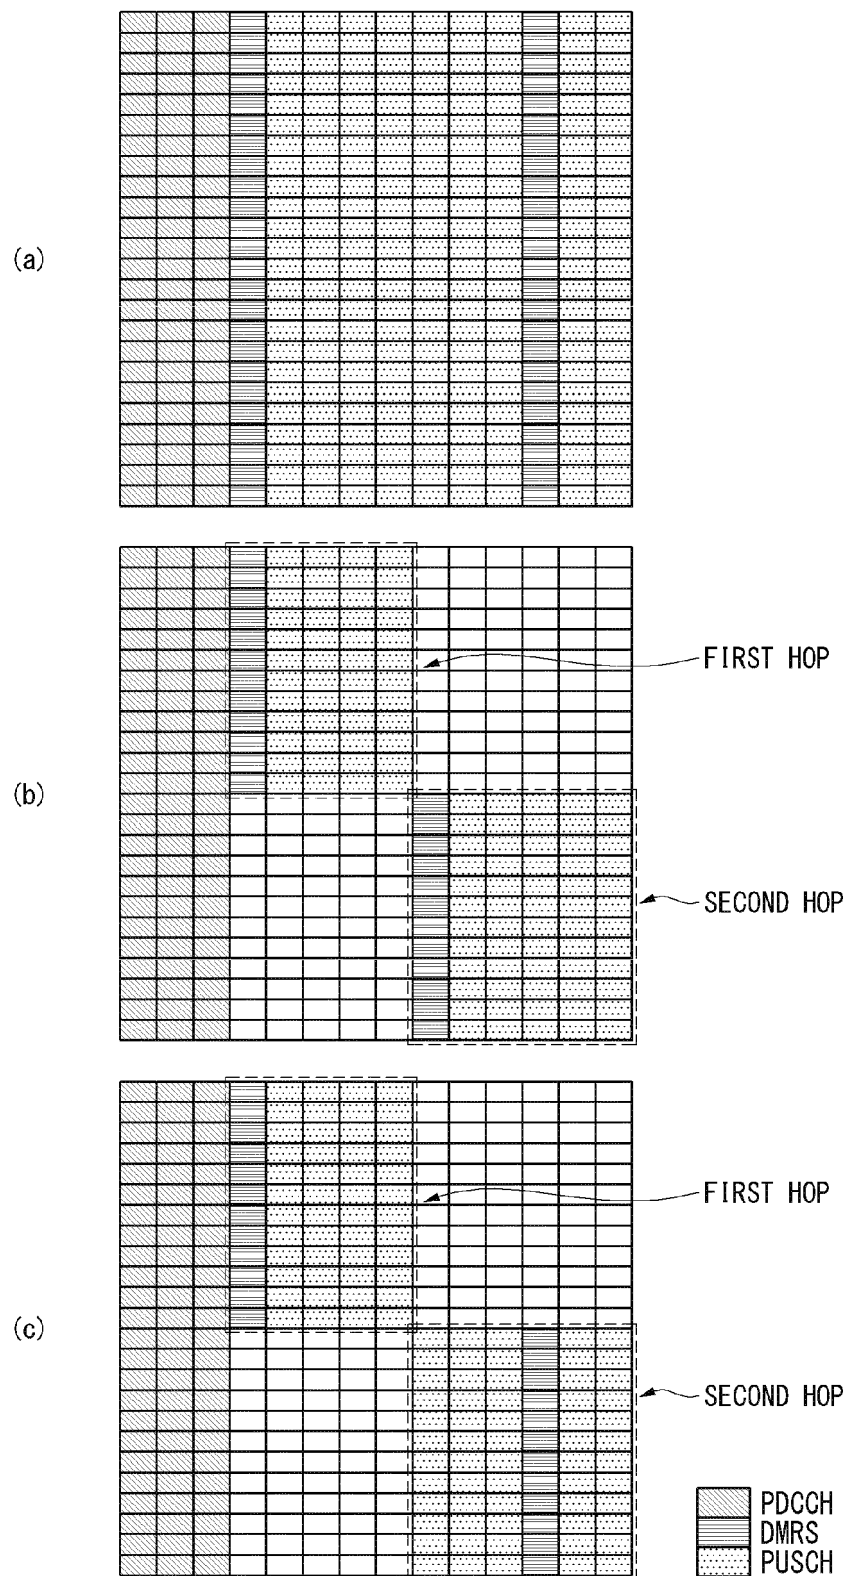 (a)
(b)
FIRST HOP
SECOND HOP
(c)
FIRST HOP
SECOND HOP
PDCCH
DMRS
PUSCH